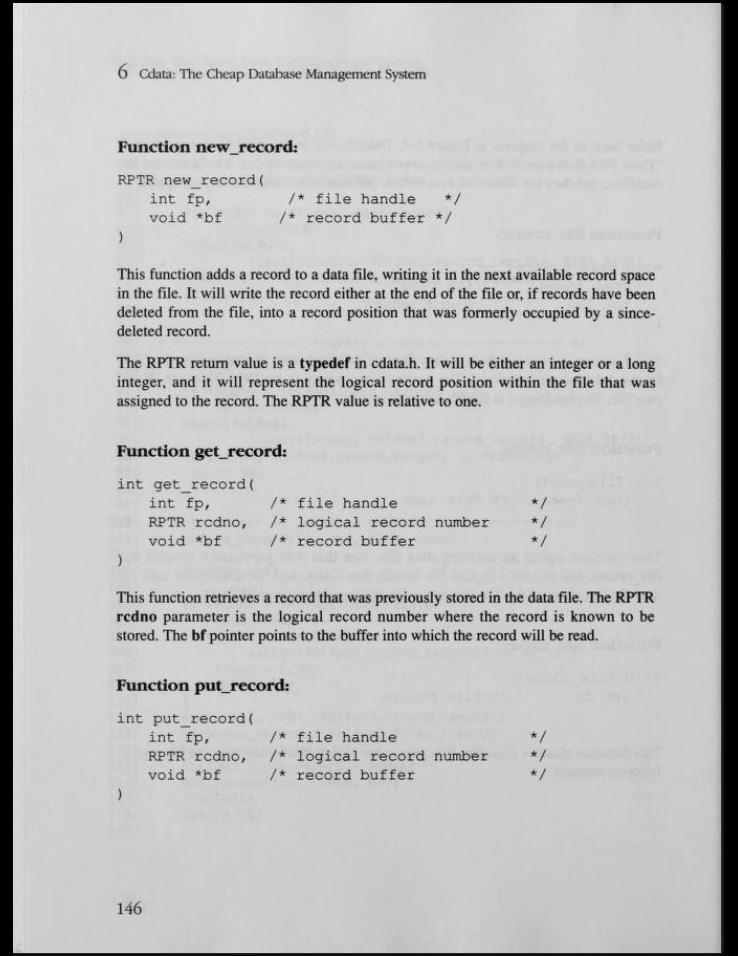 6 Cdata: The Cheap Database Management System
Function new_record:
RPTR new_record(
    int fp,          /* file handle   */
    void *bf       /* record buffer */
)
This function adds a record to a data file, writing it in the next available record space
in the file. It will write the record either at the end of the file or, if records have been
deleted from the file, into a record position that was formerly occupied by a since-
deleted record.
The RPTR return value is a typedef in cdata.h. It will be either an integer or a long
integer, and it will represent the logical record position within the file that was
assigned to the record. The RPTR value is relative to one.
Function get_record:
int get_record(
    int fp,       /* file handle               */
    RPTR rcdno,   /* logical record number     */
    void *bf      /* record buffer             */
)
This function retrieves a record that was previously stored in the data file. The RPTR
rcdno parameter is the logical record number where the record is known to be
stored. The bf pointer points to the buffer into which the record will be read.
Function put_record:
int put_record(
    int fp,       /* file handle               */
    RPTR rcdno,   /* logical record number     */
    void *bf      /* record buffer             */
)
146